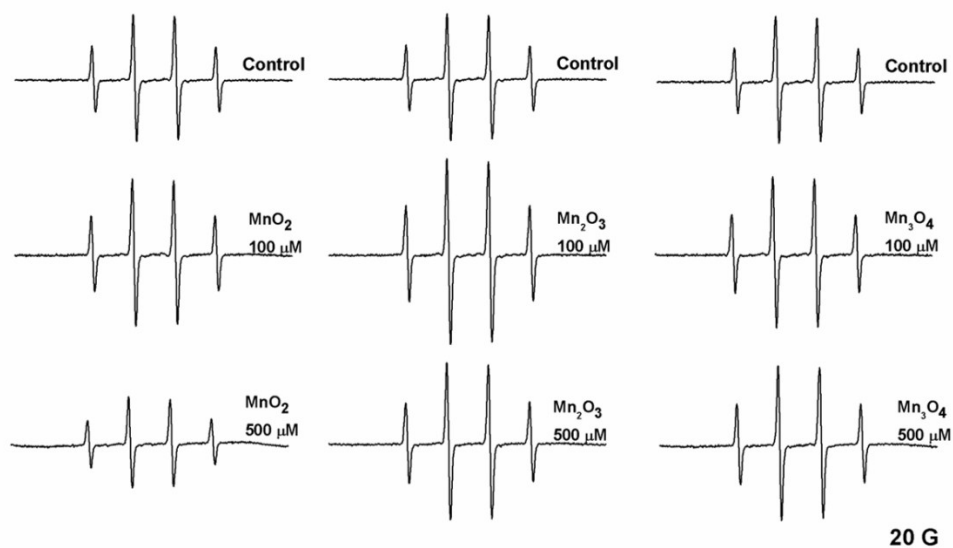 Control
Control
Control
MnO₂
100 µM
Mn₂O₃
100 µM
Mn₃O₄
100 µM
MnO₂
500 µM
Mn₂O₃
500 µM
Mn₃O₄
500 µM
20 G